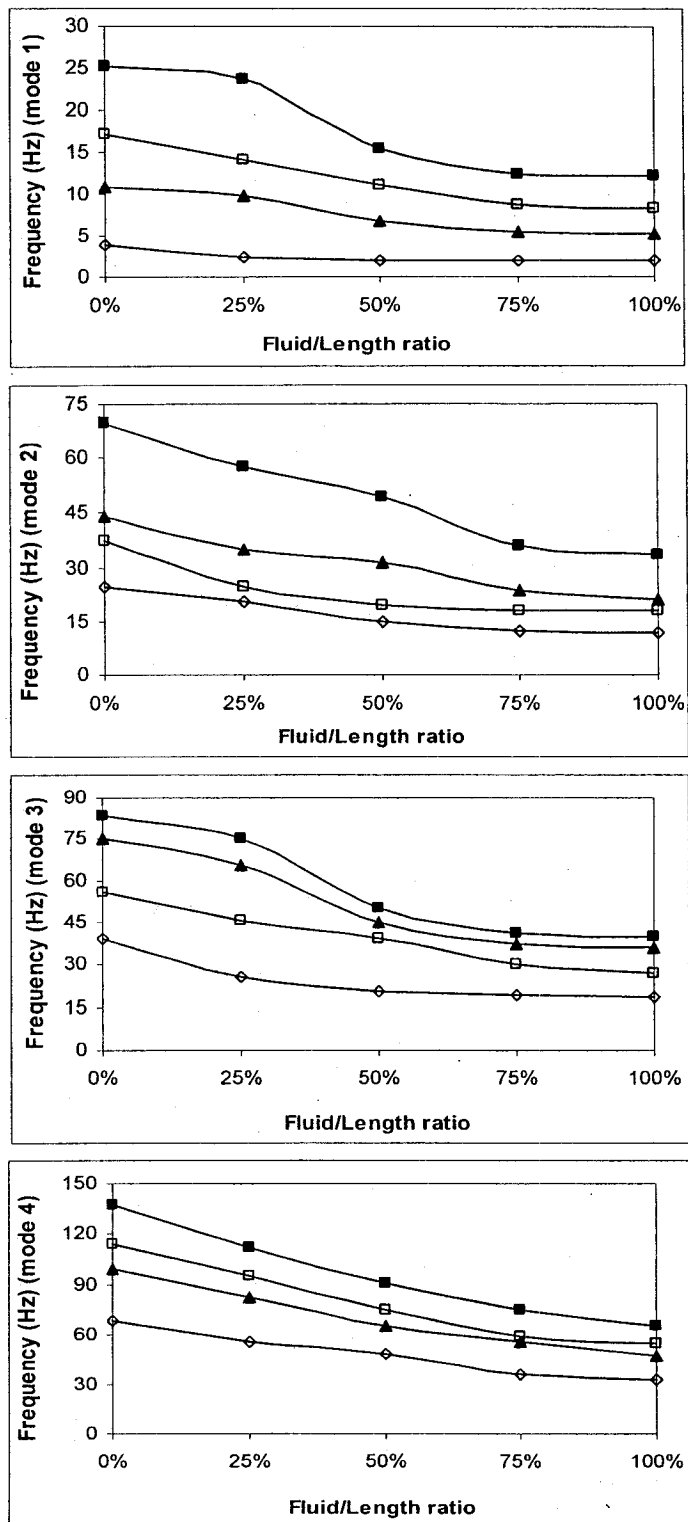 Frequency (Hz) (mode 1)
30
25
20
15
10
5
0
0% 25% 50% 75% 100%
Fluid/Length ratio
Frequency (Hz) (mode 2)
75
60
45
30
15
0
0% 25% 50% 75% 100%
Fluid/Length ratio
Frequency (Hz) (mode 3)
90
75
60
45
30
15
0
0% 25% 50% 75% 100%
Fluid/Length ratio
Frequency (Hz) (mode 4)
150
120
90
60
30
0
0% 25% 50% 75% 100%
Fluid/Length ratio